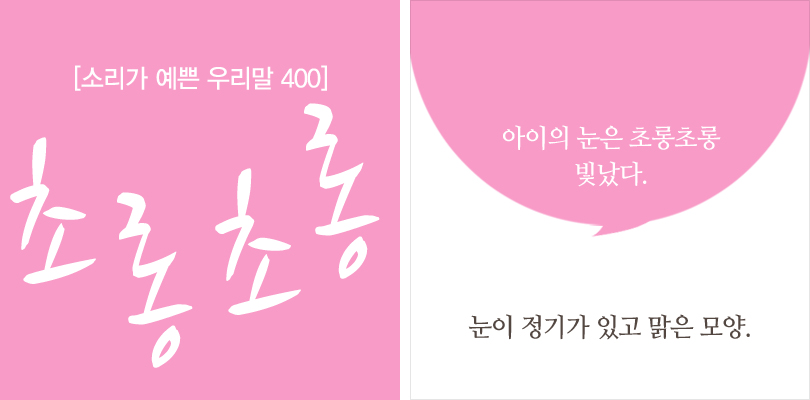 [소리가 예쁜 우리말 400]
초롱초롱
아이의 눈은 초롱초롱
빛났다.
눈이 정기가 있고 맑은 모양.